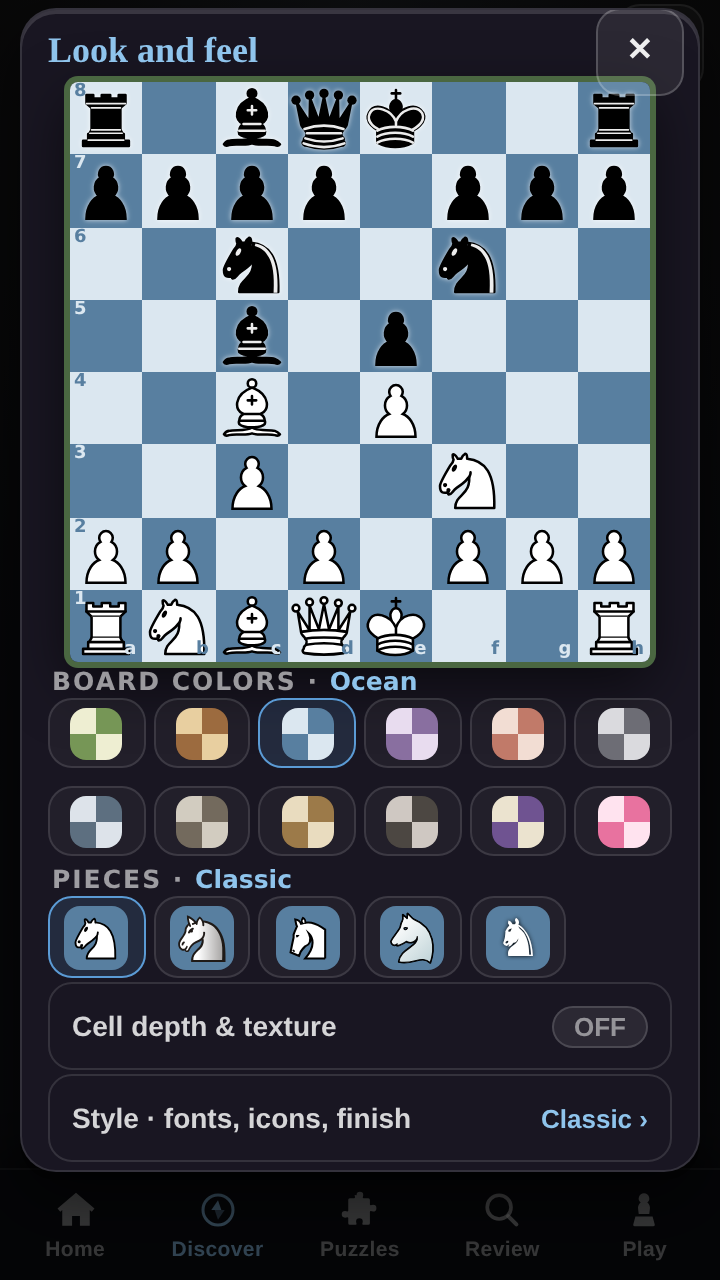 Look and feel
×
8
7
6
5
4
3
2
1
a b c d e f g h
BOARD COLORS · Ocean
PIECES · Classic
Cell depth & texture OFF
Style · fonts, icons, finish Classic ›
Home Discover Puzzles Review Play